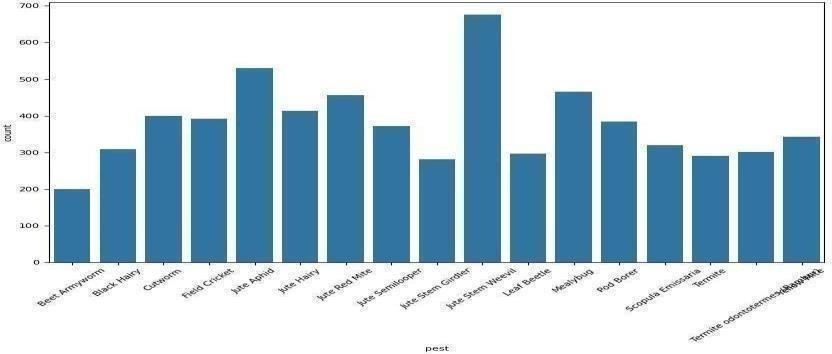 700
600
500
400
300
200
100
0
count
Beet Armyworm
Black Hairy
Cutworm
Field Cricket
Jute Aphid
Jute Hairy
Jute Red Mite
Jute Semilooper
Jute Stem Girdler
Jute Stem Weevil
Leaf Beetle
Mealybug
Pod Borer
Scopula Emissaria
Termite
Termite odontotermes
pest